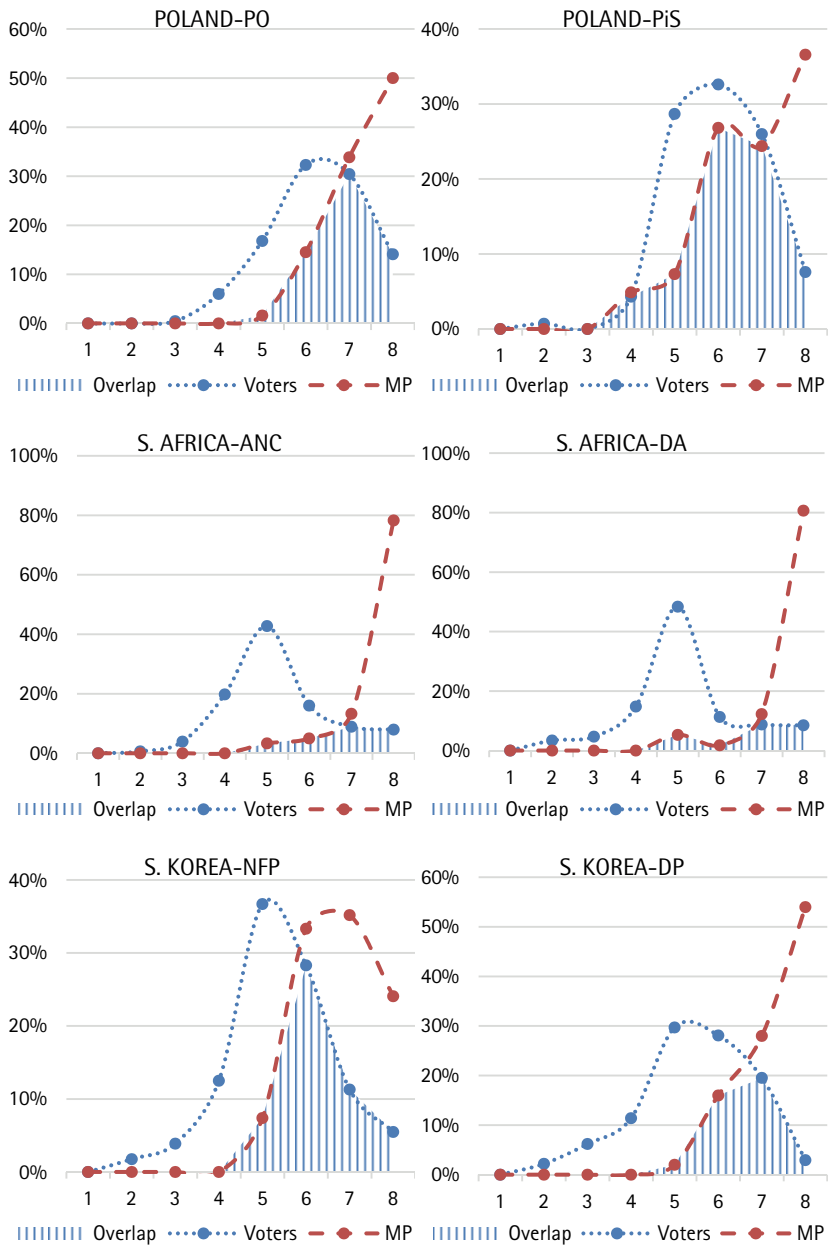 POLAND-PO
60%
50%
40%
30%
20%
10%
0%
1 2 3 4 5 6 7 8
Overlap Voters MP
POLAND-PiS
40%
30%
20%
10%
0%
1 2 3 4 5 6 7 8
Overlap Voters MP
S. AFRICA-ANC
100%
80%
60%
40%
20%
0%
1 2 3 4 5 6 7 8
Overlap Voters MP
S. AFRICA-DA
100%
80%
60%
40%
20%
0%
1 2 3 4 5 6 7 8
Overlap Voters MP
S. KOREA-NFP
40%
30%
20%
10%
0%
1 2 3 4 5 6 7 8
Overlap Voters MP
S. KOREA-DP
60%
50%
40%
30%
20%
10%
0%
1 2 3 4 5 6 7 8
Overlap Voters MP